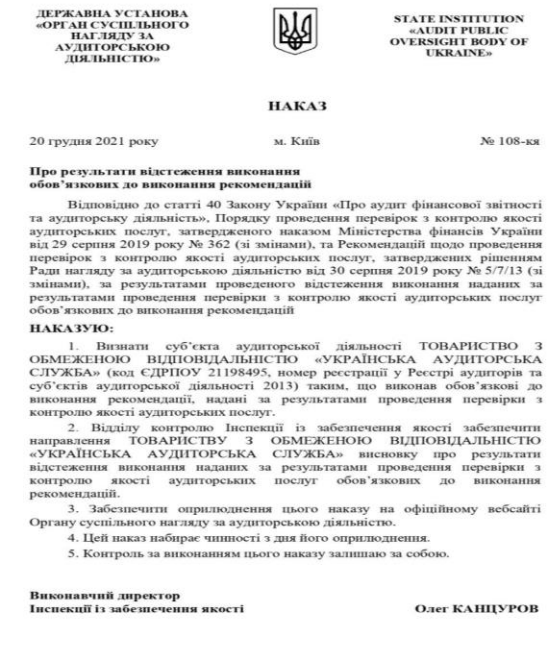 ДЕРЖАВНА УСТАНОВА
«ОРГАН СУСПІЛЬНОГО
НАГЛЯДУ ЗА
АУДИТОРСЬКОЮ
ДІЯЛЬНІСТЮ»
STATE INSTITUTION
«AUDIT PUBLIC
OVERSIGHT BODY OF
UKRAINE»
НАКАЗ
20 грудня 2021 року м. Київ № 108-кя
Про результати відстеження виконання
обов’язкових до виконання рекомендацій
Відповідно до статті 40 Закону України «Про аудит фінансової звітності
та аудиторську діяльність», Порядку проведення перевірок з контролю якості
аудиторських послуг, затвердженого наказом Міністерства фінансів України
від 29 серпня 2019 року № 362 (зі змінами), та Рекомендацій щодо проведення
перевірок з контролю якості аудиторських послуг, затверджених рішенням
Ради нагляду за аудиторською діяльністю від 30 серпня 2019 року № 5/7/13 (зі
змінами), за результатами проведеного відстеження виконання наданих за
результатами проведення перевірки з контролю якості аудиторських послуг
обов’язкових до виконання рекомендацій
НАКАЗУЮ:
1. Визнати суб’єкта аудиторської діяльності ТОВАРИСТВО З
ОБМЕЖЕНОЮ ВІДПОВІДАЛЬНІСТЮ «УКРАЇНСЬКА АУДИТОРСЬКА
СЛУЖБА» (код ЄДРПОУ 21198495, номер реєстрації у Реєстрі аудиторів та
суб’єктів аудиторської діяльності 2013) таким, що виконав обов’язкові до
виконання рекомендації, надані за результатами проведення перевірки з
контролю якості аудиторських послуг.
2. Відділу контролю Інспекції із забезпечення якості забезпечити
направлення ТОВАРИСТВУ З ОБМЕЖЕНОЮ ВІДПОВІДАЛЬНІСТЮ
«УКРАЇНСЬКА АУДИТОРСЬКА СЛУЖБА» висновку про результати
відстеження виконання наданих за результатами проведення перевірки з
контролю якості аудиторських послуг обов’язкових до виконання
рекомендацій.
3. Забезпечити оприлюднення цього наказу на офіційному вебсайті
Органу суспільного нагляду за аудиторською діяльністю.
4. Цей наказ набирає чинності з дня його оприлюднення.
5. Контроль за виконанням цього наказу залишаю за собою.
Виконавчий директор
Інспекції із забезпечення якості Олег КАНЦУРОВ